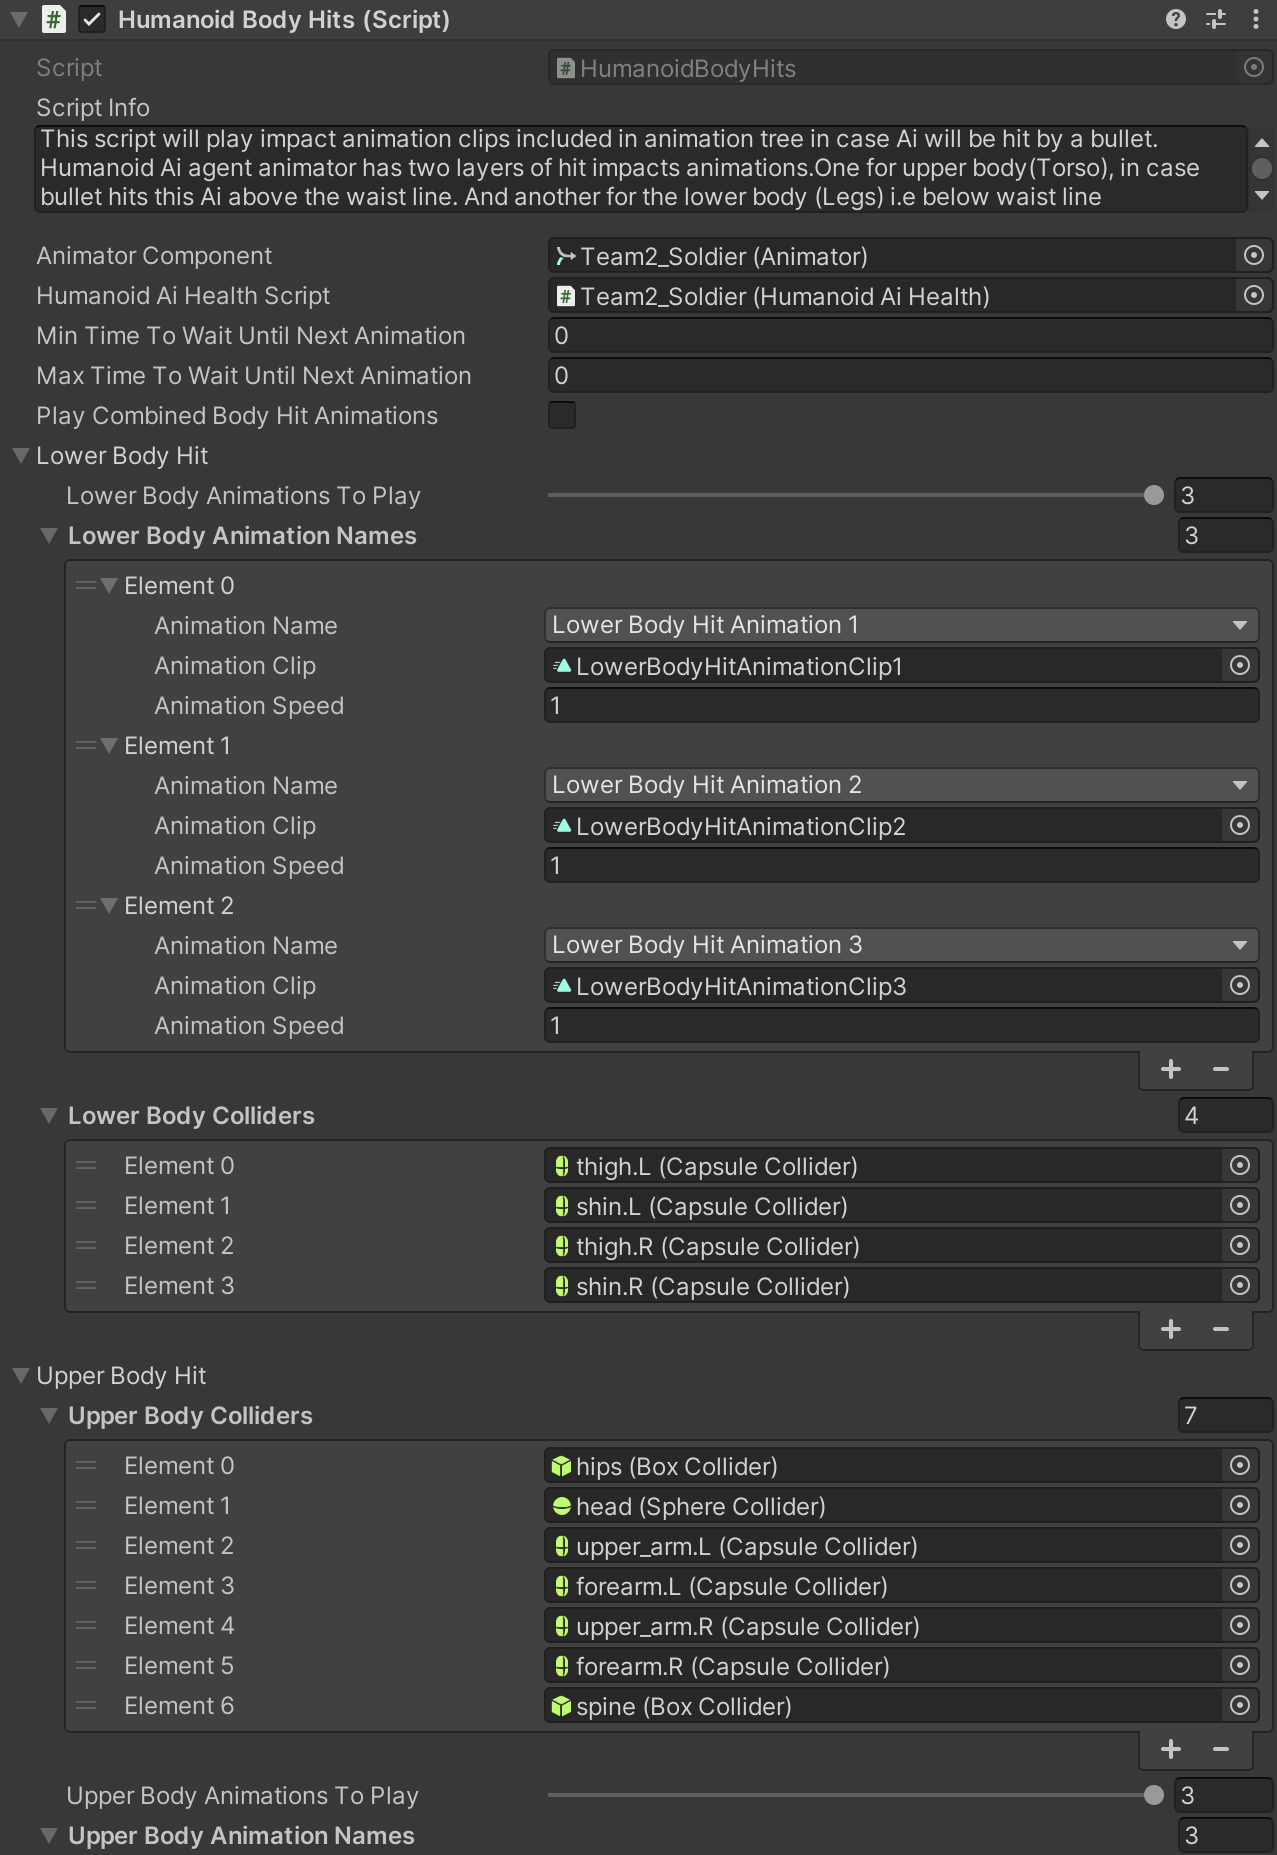 Humanoid Body Hits (Script)
Script # HumanoidBodyHits
Script Info
This script will play impact animation clips included in animation tree in case Ai will be hit by a bullet.
Humanoid Ai agent animator has two layers of hit impacts animations.One for upper body(Torso), in case
bullet hits this Ai above the waist line. And another for the lower body (Legs) i.e below waist line
Animator Component Team2_Soldier (Animator)
Humanoid Ai Health Script # Team2_Soldier (Humanoid Ai Health)
Min Time To Wait Until Next Animation 0
Max Time To Wait Until Next Animation 0
Play Combined Body Hit Animations
Lower Body Hit
Lower Body Animations To Play 3
Lower Body Animation Names 3
Element 0
Animation Name Lower Body Hit Animation 1
Animation Clip LowerBodyHitAnimationClip1
Animation Speed 1
Element 1
Animation Name Lower Body Hit Animation 2
Animation Clip LowerBodyHitAnimationClip2
Animation Speed 1
Element 2
Animation Name Lower Body Hit Animation 3
Animation Clip LowerBodyHitAnimationClip3
Animation Speed 1
+ −
Lower Body Colliders 4
Element 0 thigh.L (Capsule Collider)
Element 1 shin.L (Capsule Collider)
Element 2 thigh.R (Capsule Collider)
Element 3 shin.R (Capsule Collider)
+ −
Upper Body Hit
Upper Body Colliders 7
Element 0 hips (Box Collider)
Element 1 head (Sphere Collider)
Element 2 upper_arm.L (Capsule Collider)
Element 3 forearm.L (Capsule Collider)
Element 4 upper_arm.R (Capsule Collider)
Element 5 forearm.R (Capsule Collider)
Element 6 spine (Box Collider)
+ −
Upper Body Animations To Play 3
Upper Body Animation Names 3